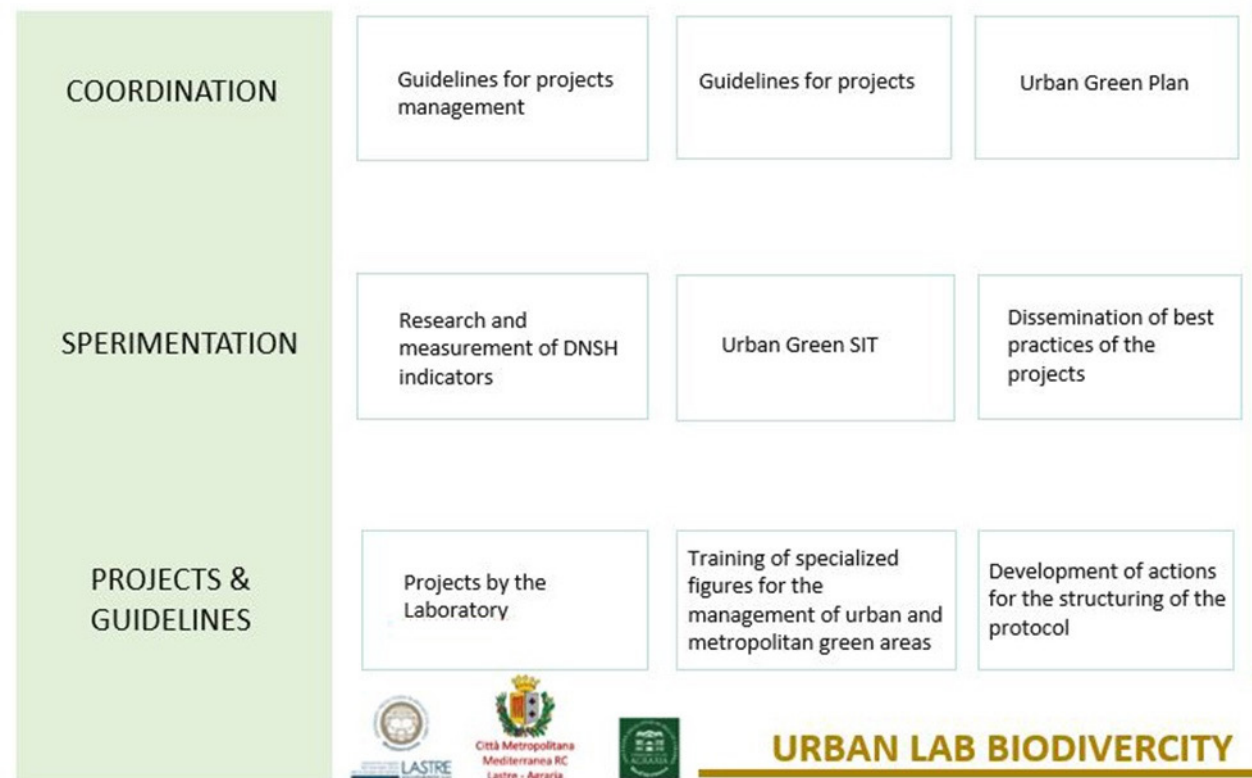 COORDINATION
Guidelines for projects
management
Guidelines for projects
Urban Green Plan
SPERIMENTATION
Research and
measurement of DNSH
indicators
Urban Green SIT
Dissemination of best
practices of the
projects
PROJECTS &
GUIDELINES
Projects by the
Laboratory
Training of specialized
figures for the
management of urban and
metropolitan green areas
Development of actions
for the structuring of the
protocol
LASTRE
Città Metropolitana
Mediterranea RC
Lastre - Agraria
AGRARIA
URBAN LAB BIODIVERCITY